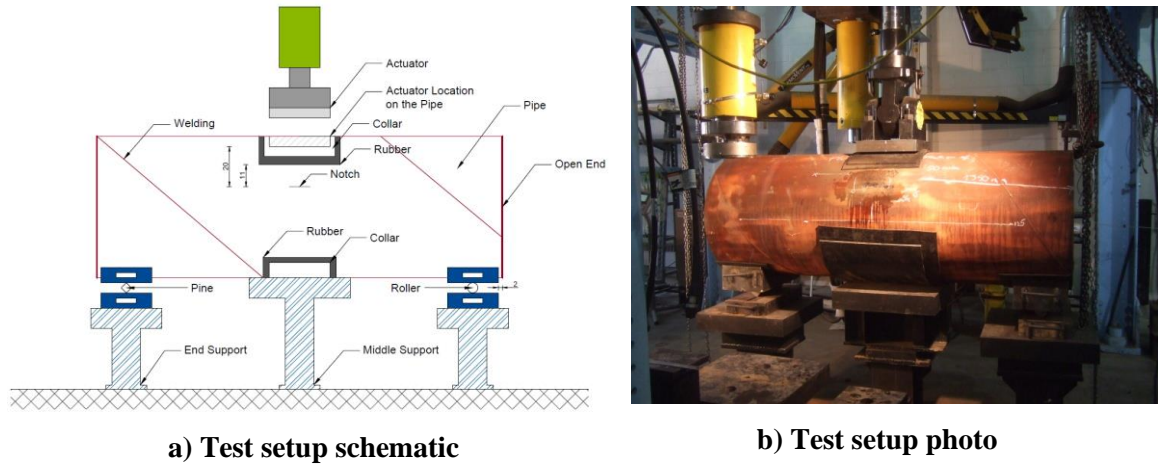 Actuator
Actuator Location
on the Pipe
Collar
Pipe
Welding
Rubber
Open End
20
11
Notch
Rubber
Collar
Pine
Roller
2
End Support
Middle Support
a) Test setup schematic
b) Test setup photo